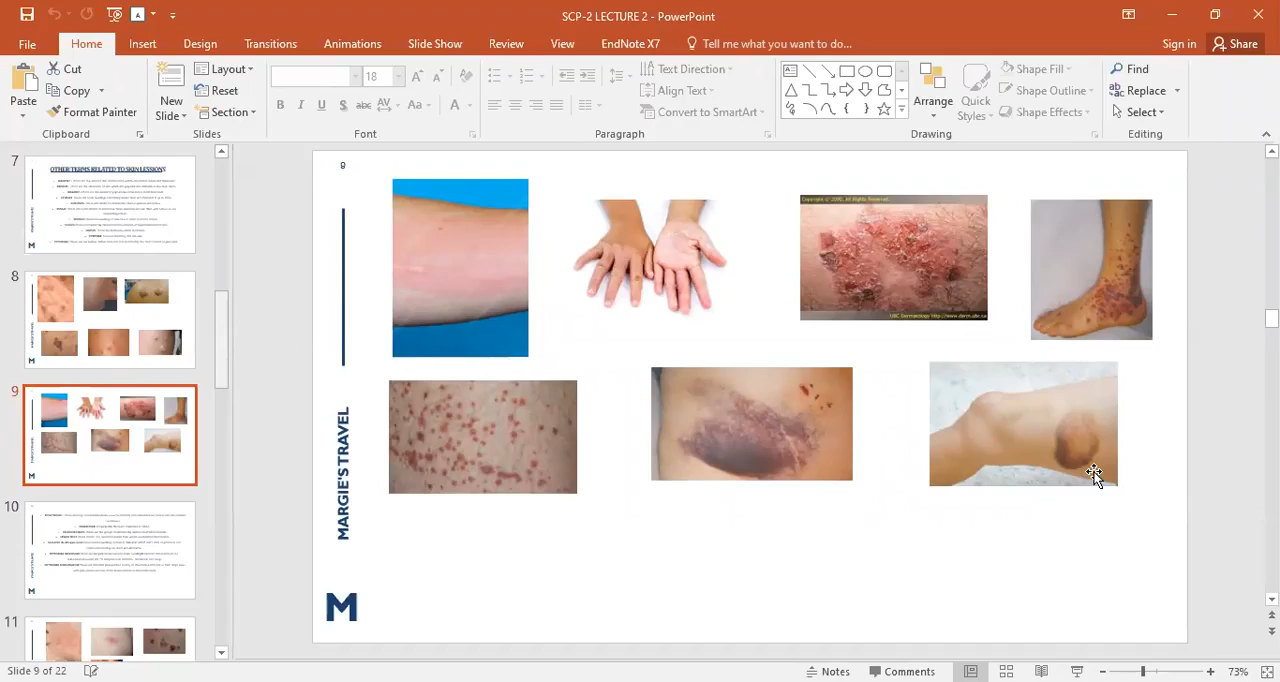 SCP-2 LECTURE 2 - PowerPoint
File Home Insert Design Transitions Animations Slide Show Review View EndNote X7 Tell me what you want to do... Sign in Share
Paste
Cut
Copy
Format Painter
Clipboard
New
Slide
Layout
Reset
Section
Slides
18
B I U S abc AV Aa A
Font
Text Direction
Align Text
Convert to SmartArt
Paragraph
Arrange
Quick
Styles
Shape Fill
Shape Outline
Shape Effects
Drawing
Find
Replace
Select
Editing
7
OTHER TERMS RELATED TO SKIN LESIONS
M
8
M
9
M
10
M
11
9
MARGIE'S TRAVEL
M
Slide 9 of 22
Notes Comments 73%